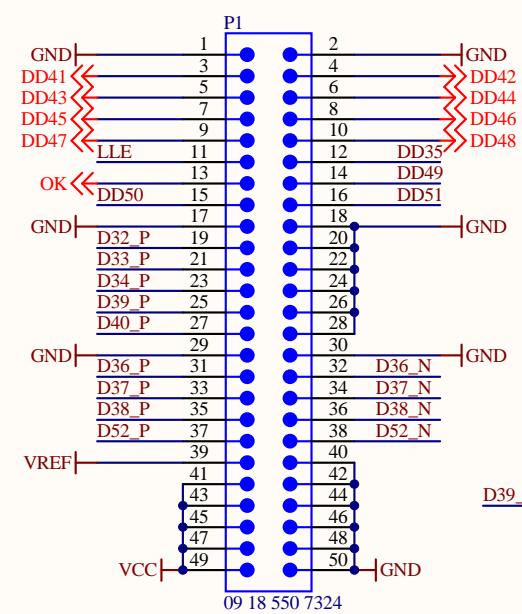 P1
GND 1 2 GND
DD41 3 4 DD42
DD43 5 6 DD44
DD45 7 8 DD46
DD47 9 10 DD48
LLE 11 12 DD35
OK 13 14 DD49
DD50 15 16 DD51
GND 17 18 GND
D32_P 19 20
D33_P 21 22
D34_P 23 24
D39_P 25 26
D40_P 27 28
GND 29 30 GND
D36_P 31 32 D36_N
D37_P 33 34 D37_N
D38_P 35 36 D38_N
D52_P 37 38 D52_N
VREF 39 40
41 42
43 44 D39_
45 46
47 48
VCC 49 50 GND
09 18 550 7324